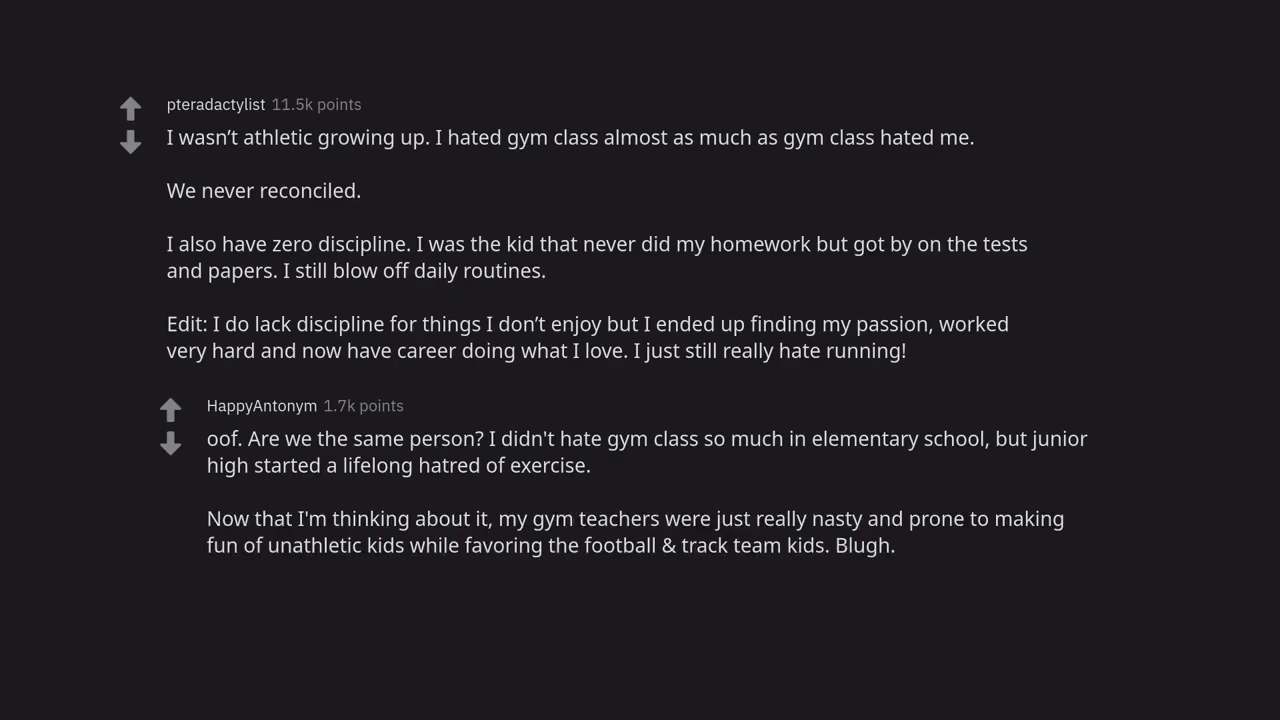 pteradactylist 11.5k points
I wasn’t athletic growing up. I hated gym class almost as much as gym class hated me.
We never reconciled.
I also have zero discipline. I was the kid that never did my homework but got by on the tests
and papers. I still blow off daily routines.
Edit: I do lack discipline for things I don’t enjoy but I ended up finding my passion, worked
very hard and now have career doing what I love. I just still really hate running!
HappyAntonym 1.7k points
oof. Are we the same person? I didn't hate gym class so much in elementary school, but junior
high started a lifelong hatred of exercise.
Now that I'm thinking about it, my gym teachers were just really nasty and prone to making
fun of unathletic kids while favoring the football & track team kids. Blugh.